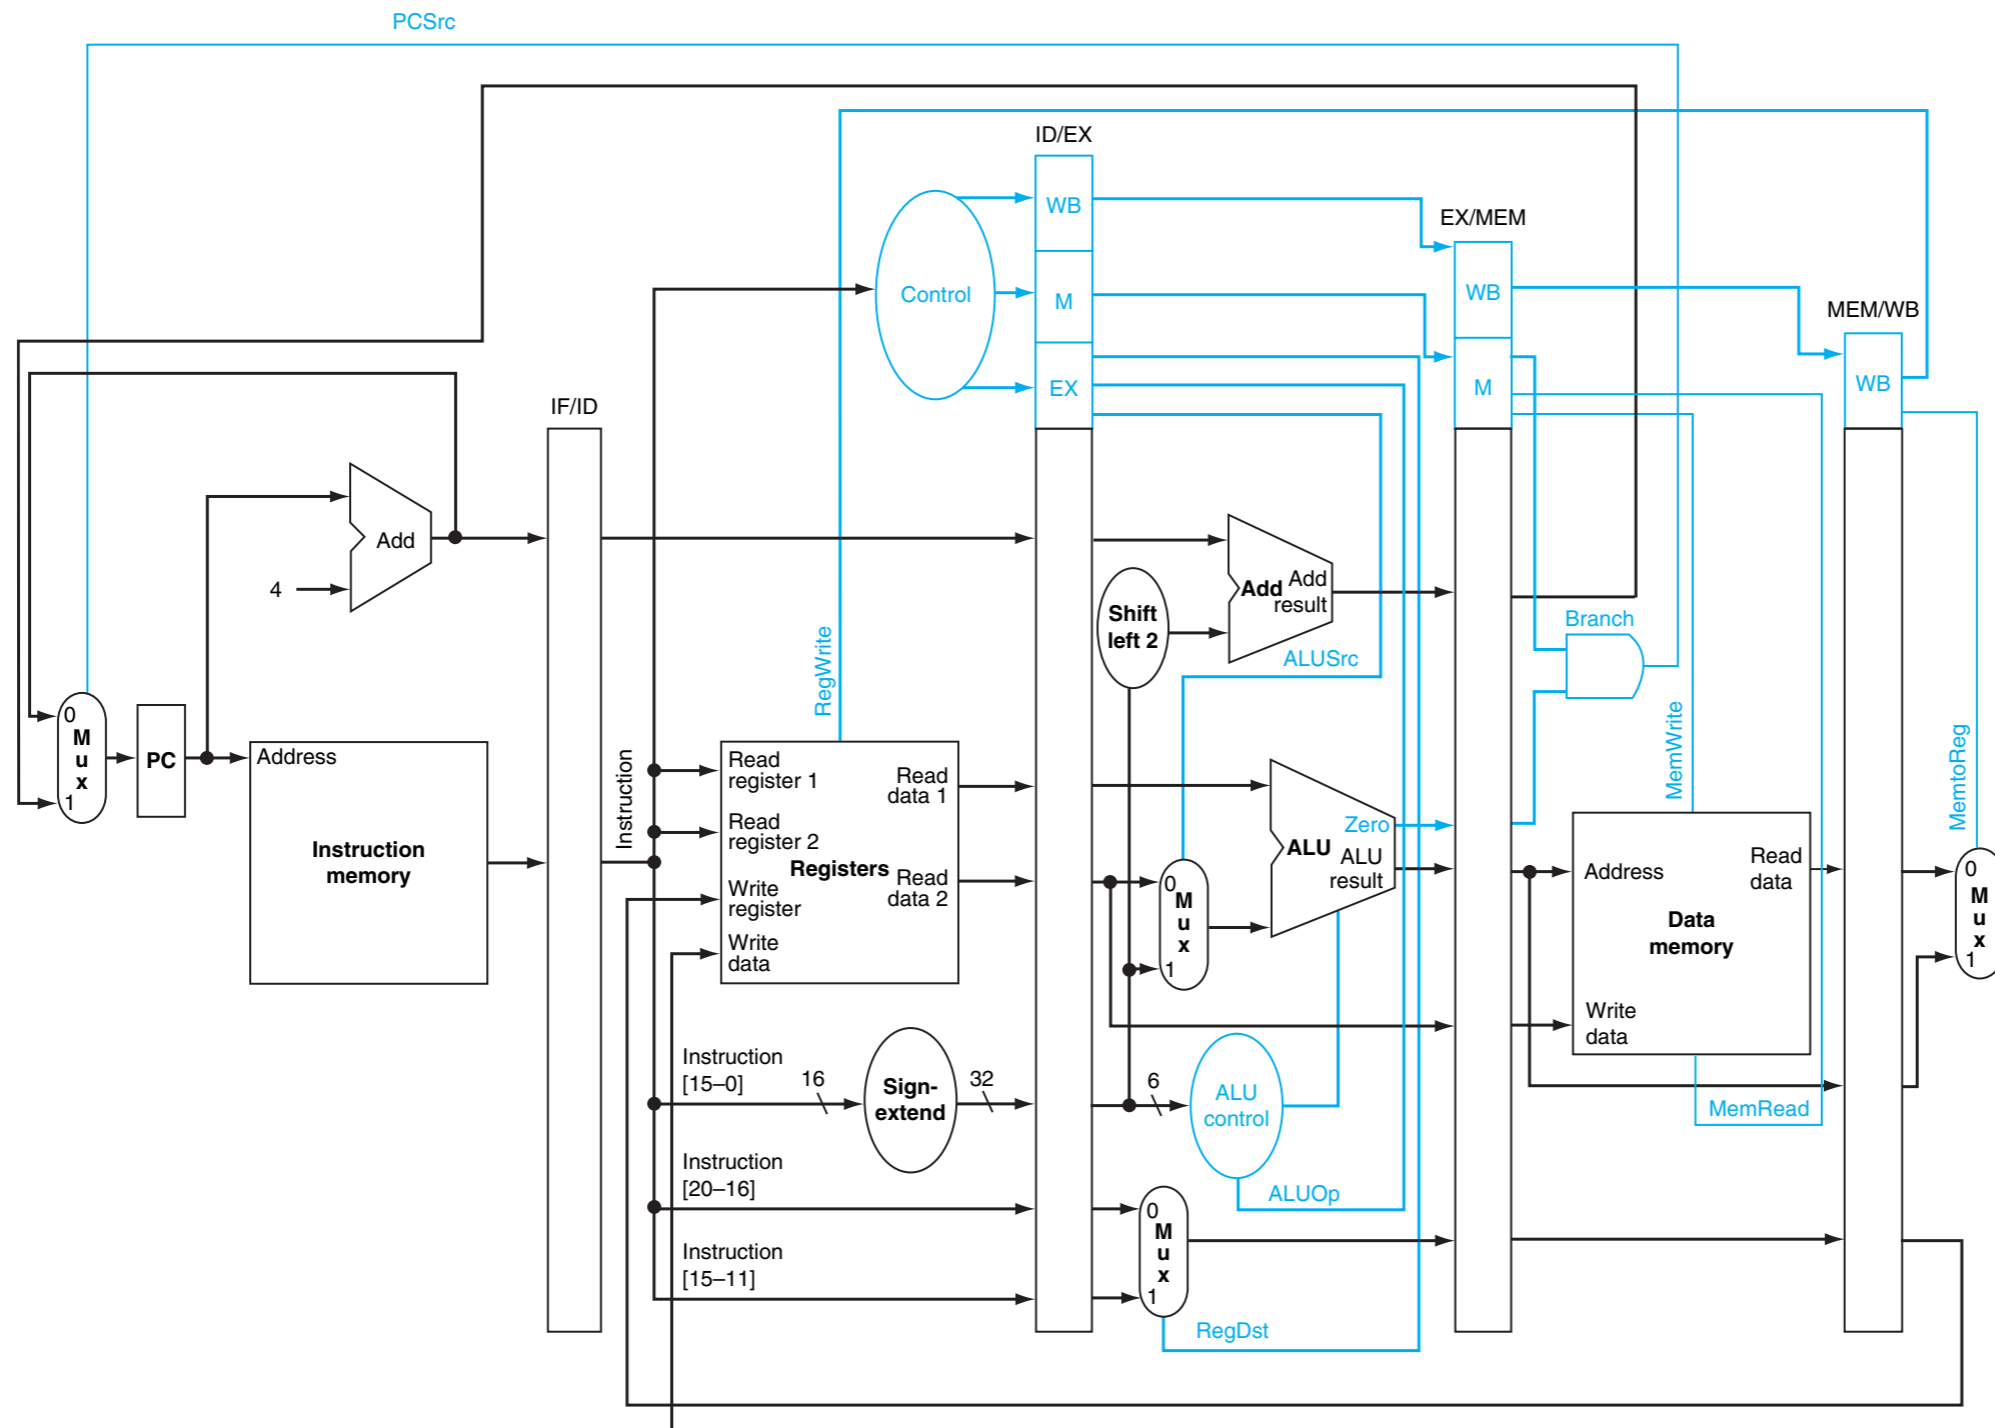 PCSrc
ID/EX
WB
Control
M
EX
EX/MEM
WB
M
MEM/WB
WB
IF/ID
Add
4
Shift
left 2
Add
Add
result
ALUSrc
Branch
RegWrite
MemWrite
MemtoReg
0
M
u
x
1
PC
Address
Instruction
memory
Instruction
Read
register 1
Read
register 2
Write
register
Write
data
Registers
Read
data 1
Read
data 2
0
M
u
x
1
Zero
ALU
ALU
result
Address
Write
data
Data
memory
Read
data
0
M
u
x
1
MemRead
Instruction
[15–0]
16
Sign-
extend
32
6
ALU
control
ALUOp
Instruction
[20–16]
Instruction
[15–11]
0
M
u
x
1
RegDst